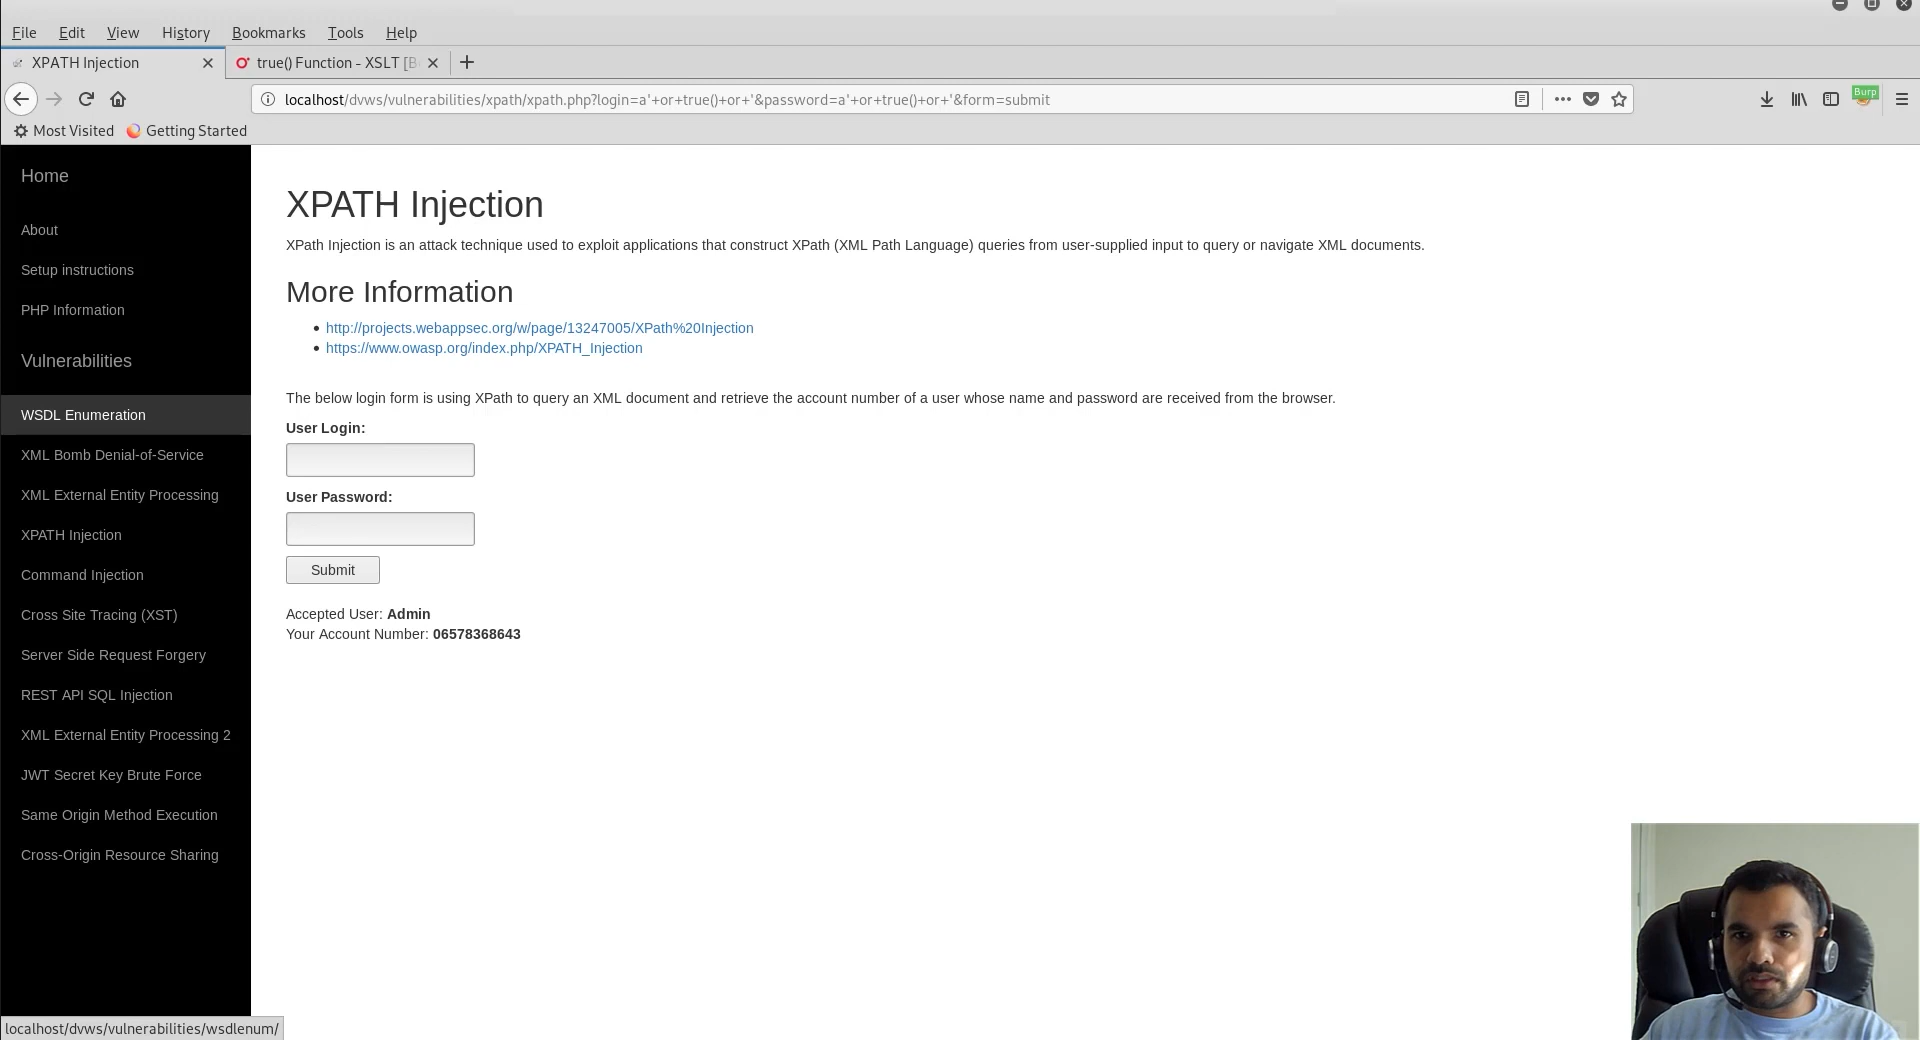 File Edit View History Bookmarks Tools Help
XPATH Injection
true() Function - XSLT [B
localhost/dvws/vulnerabilities/xpath/xpath.php?login=a'+or+true()+or+'&password=a'+or+true()+or+'&form=submit
Burp
Most Visited Getting Started
Home
About
Setup instructions
PHP Information
Vulnerabilities
WSDL Enumeration
XML Bomb Denial-of-Service
XML External Entity Processing
XPATH Injection
Command Injection
Cross Site Tracing (XST)
Server Side Request Forgery
REST API SQL Injection
XML External Entity Processing 2
JWT Secret Key Brute Force
Same Origin Method Execution
Cross-Origin Resource Sharing
localhost/dvws/vulnerabilities/wsdlenum/
XPATH Injection
XPath Injection is an attack technique used to exploit applications that construct XPath (XML Path Language) queries from user-supplied input to query or navigate XML documents.
More Information
http://projects.webappsec.org/w/page/13247005/XPath%20Injection
https://www.owasp.org/index.php/XPATH_Injection
The below login form is using XPath to query an XML document and retrieve the account number of a user whose name and password are received from the browser.
User Login:
User Password:
Submit
Accepted User: Admin
Your Account Number: 06578368643